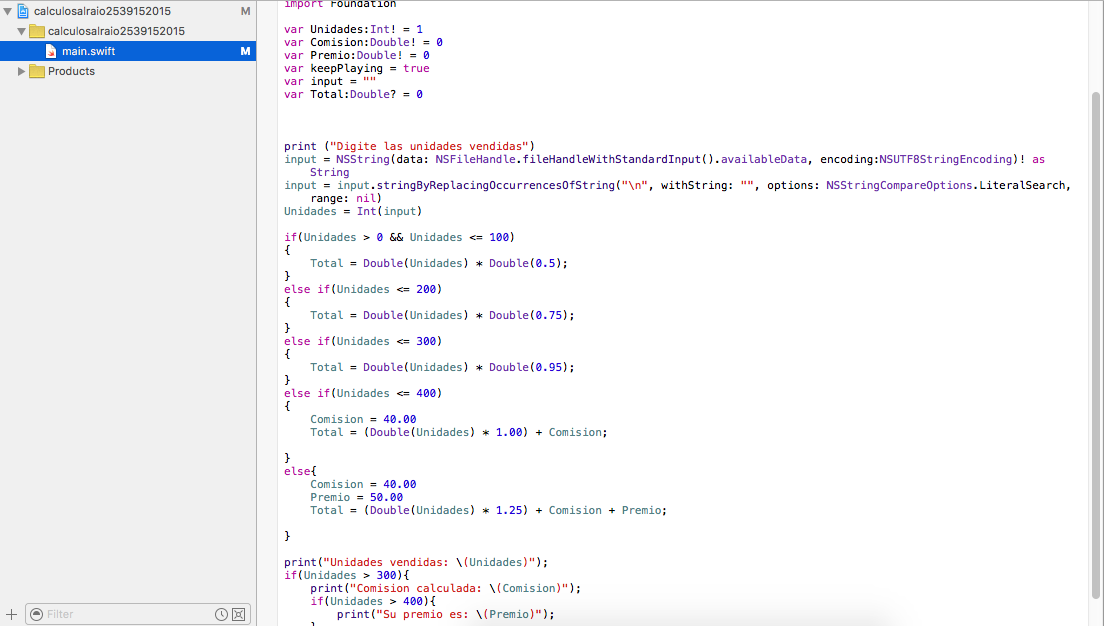 calculosalraio2539152015 M
calculosalraio2539152015
main.swift M
Products
Filter
import Foundation
var Unidades:Int! = 1
var Comision:Double! = 0
var Premio:Double! = 0
var keepPlaying = true
var input = ""
var Total:Double? = 0
print ("Digite las unidades vendidas")
input = NSString(data: NSFileHandle.fileHandleWithStandardInput().availableData, encoding:NSUTF8StringEncoding)! as
String
input = input.stringByReplacingOccurrencesOfString("\n", withString: "", options: NSStringCompareOptions.LiteralSearch,
range: nil)
Unidades = Int(input)
if(Unidades > 0 && Unidades <= 100)
{
Total = Double(Unidades) * Double(0.5);
}
else if(Unidades <= 200)
{
Total = Double(Unidades) * Double(0.75);
}
else if(Unidades <= 300)
{
Total = Double(Unidades) * Double(0.95);
}
else if(Unidades <= 400)
{
Comision = 40.00
Total = (Double(Unidades) * 1.00) + Comision;
}
else{
Comision = 40.00
Premio = 50.00
Total = (Double(Unidades) * 1.25) + Comision + Premio;
}
print("Unidades vendidas: \(Unidades)");
if(Unidades > 300){
print("Comision calculada: \(Comision)");
if(Unidades > 400){
print("Su premio es: \(Premio)");
}